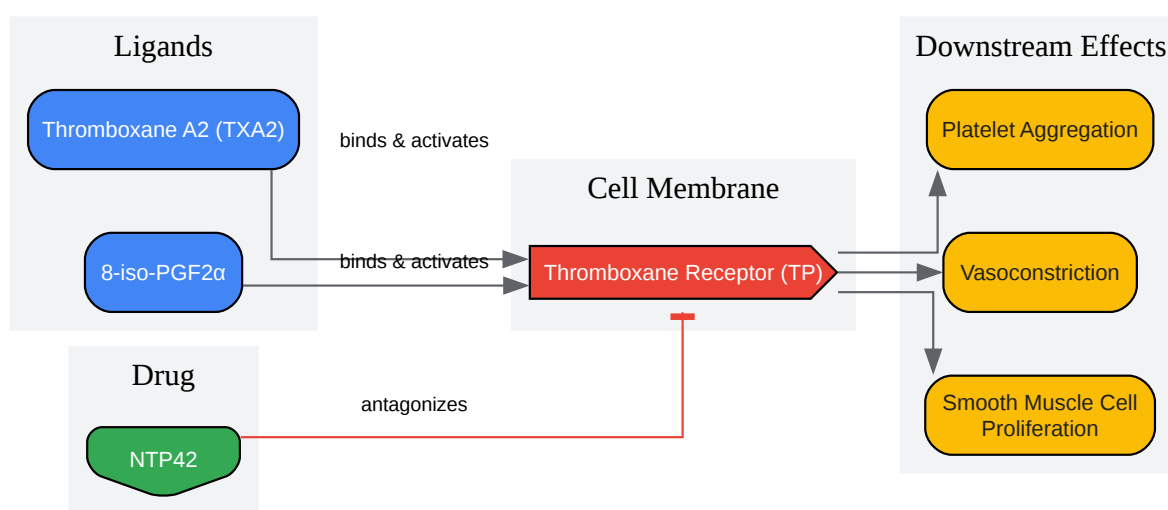 Ligands
Thromboxane A2 (TXA2)
8-iso-PGF2α
binds & activates
binds & activates
Cell Membrane
Thromboxane Receptor (TP)
Downstream Effects
Platelet Aggregation
Vasoconstriction
Smooth Muscle Cell
Proliferation
Drug
NTP42
antagonizes